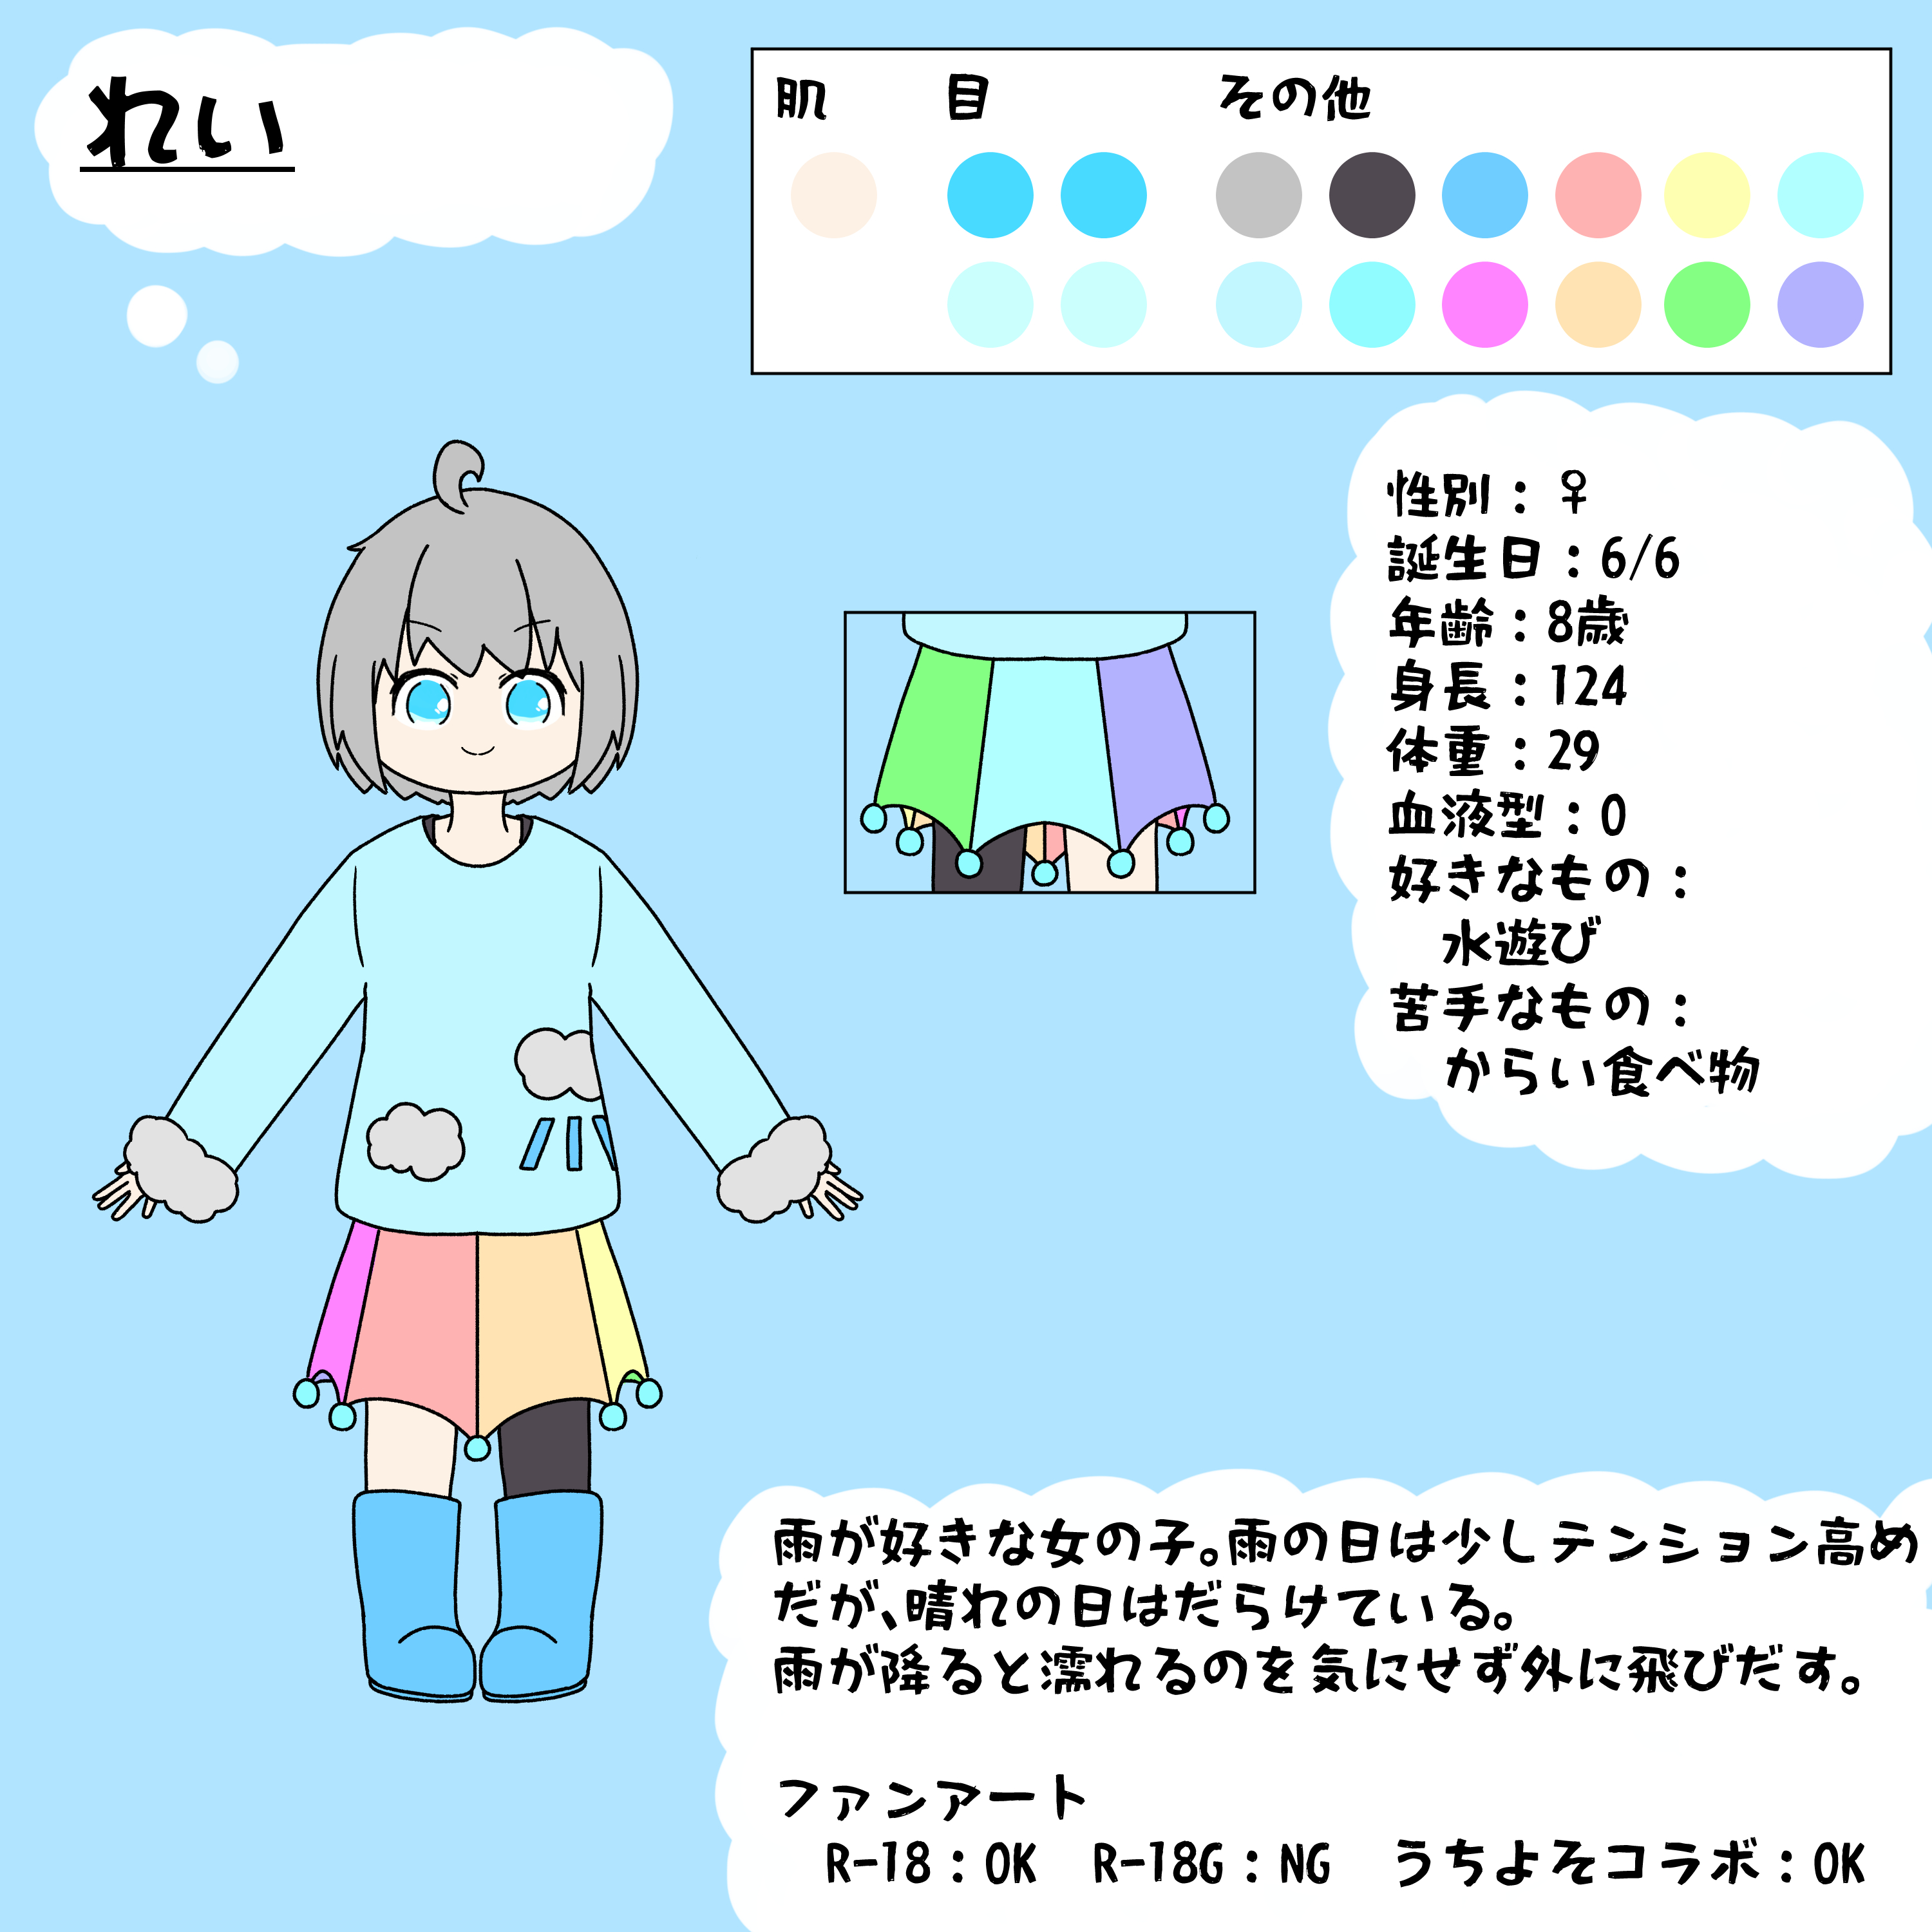 れい
肌 目 その他
性別：♀
誕生日：6/6
年齢：8歳
身長：124
体重：29
血液型：O
好きなもの：
水遊び
苦手なもの：
からい食べ物
雨が好きな女の子。雨の日は少しテンション高め
だが、晴れの日はだらけている。
雨が降ると濡れるのを気にせず外に飛びだす。
ファンアート
R-18：OK R-18G：NG うちよそコラボ：OK